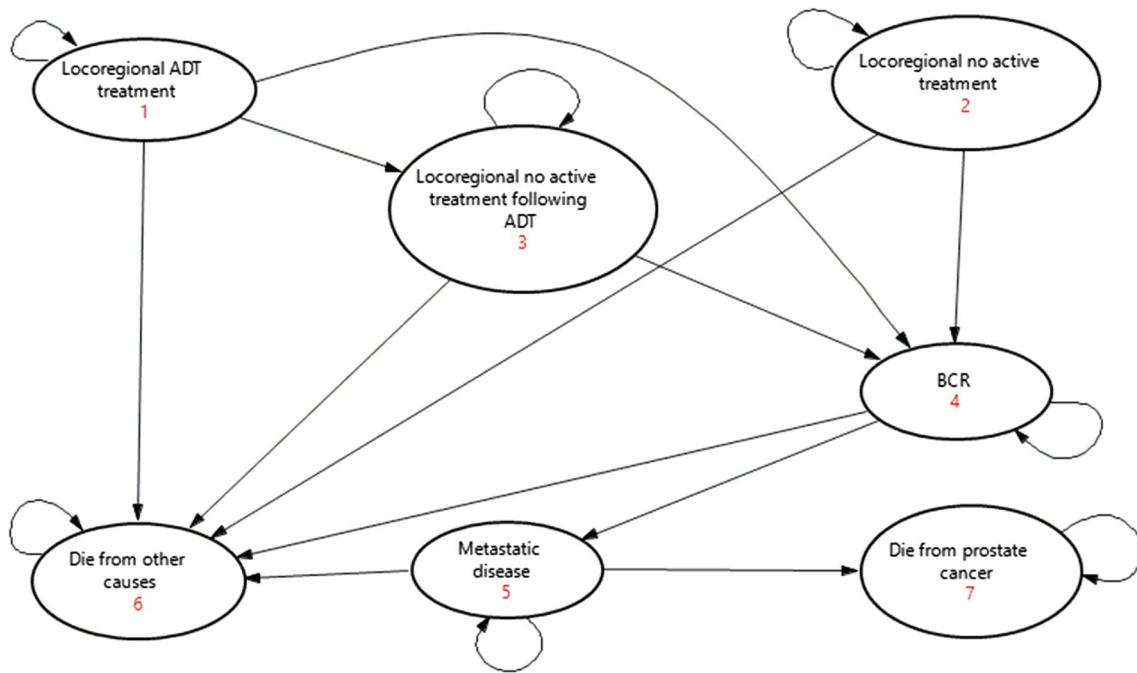 Locoregional ADT
treatment
1
Locoregional no active
treatment
2
Locoregional no active
treatment following
ADT
3
BCR
4
Die from other
causes
6
Metastatic
disease
5
Die from prostate
cancer
7